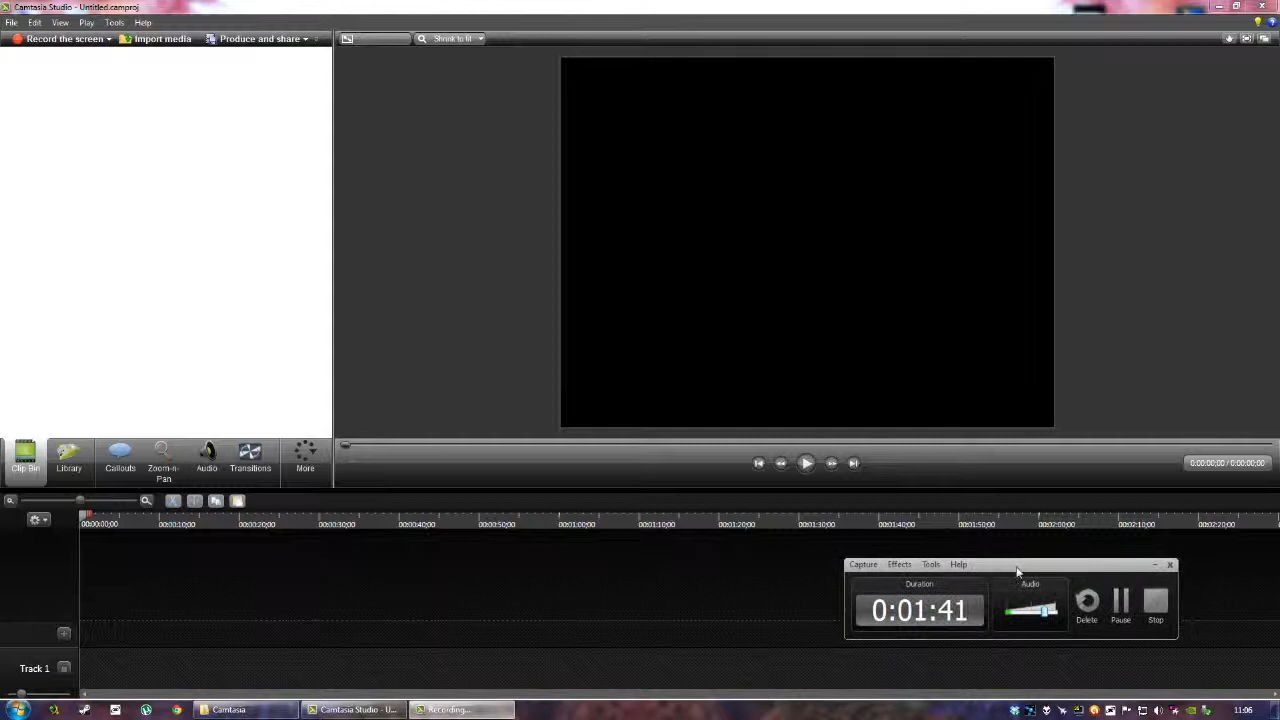 Camtasia Studio - Untitled.camproj
File Edit View Play Tools Help
Record the screen Import media Produce and share
Shrink to fit
Clip Bin Library Callouts Zoom-n-Pan Audio Transitions More
0:00:00;00 / 0:00:00;00
00:00:00;00 00:00:10;00 00:00:20;00 00:00:30;00 00:00:40;00 00:00:50;00 00:01:00;00 00:01:10;00 00:01:20;00 00:01:30;00 00:01:40;00 00:01:50;00 00:02:00;00 00:02:10;00 00:02:20;00
Capture Effects Tools Help
Duration Audio
0:01:41
Delete Pause Stop
Track 1
Camtasia Camtasia Studio - U... Recording... 11:06